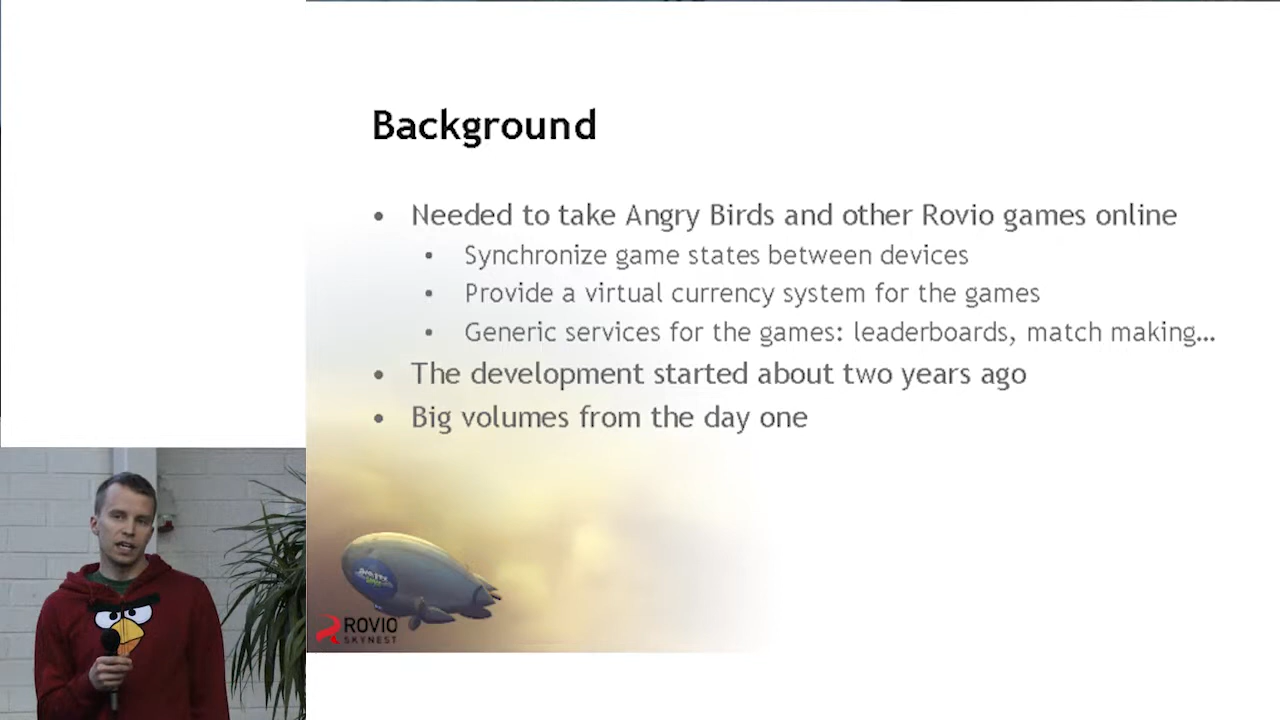 Background
• Needed to take Angry Birds and other Rovio games online
• Synchronize game states between devices
• Provide a virtual currency system for the games
• Generic services for the games: leaderboards, match making…
• The development started about two years ago
• Big volumes from the day one
ROVIO
SKYNEST